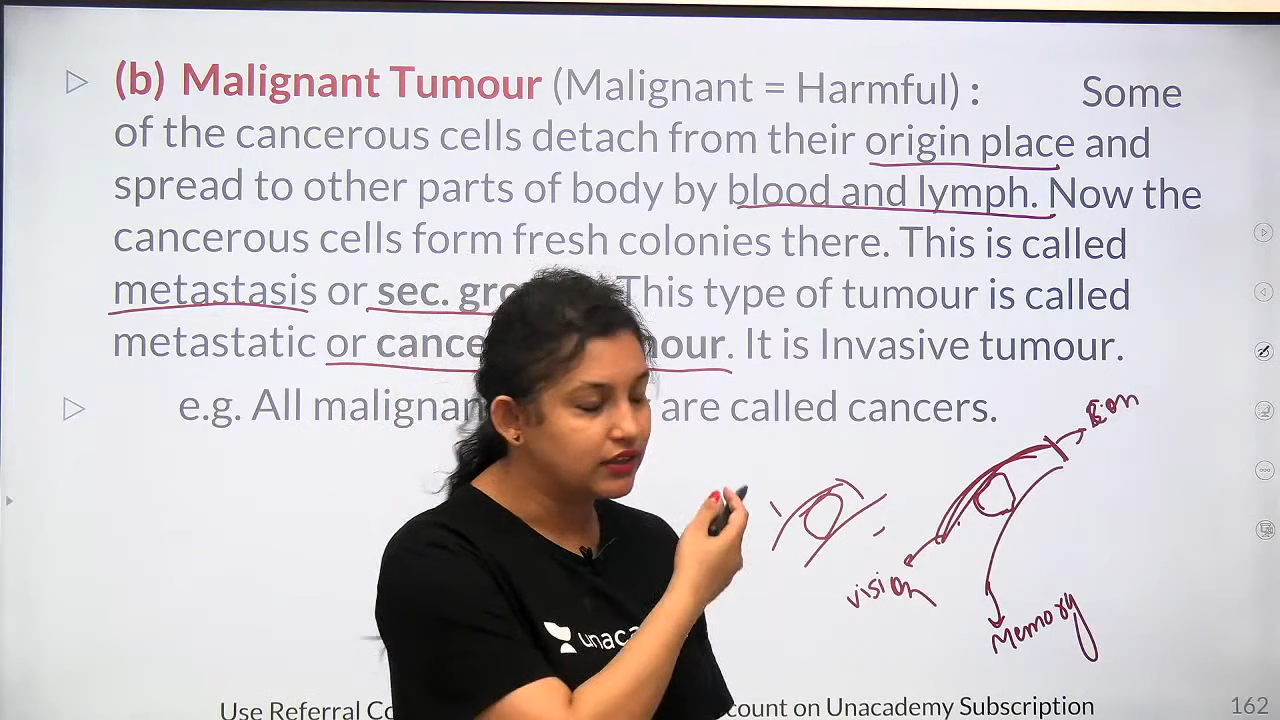 (b) Malignant Tumour (Malignant = Harmful) : Some
of the cancerous cells detach from their origin place and
spread to other parts of body by blood and lymph. Now the
cancerous cells form fresh colonies there. This is called
metastasis or sec. gro
This type of tumour is called
metastatic or cance
mour. It is Invasive tumour.
e.g. All malignan
are called cancers.
vision
Memory
unaca
Use Referral Co
count on Unacademy Subscription
162